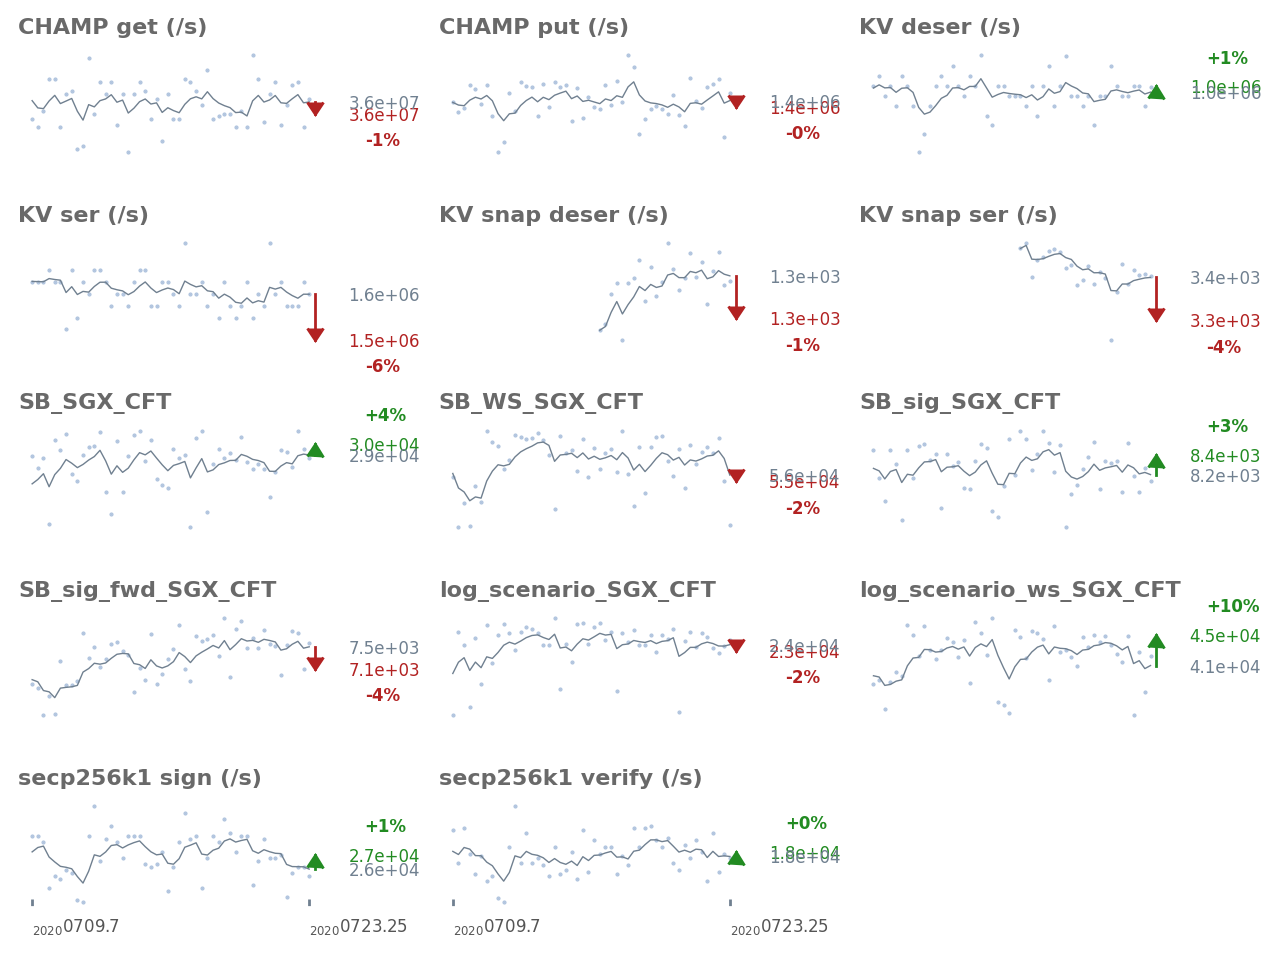 CHAMP get (/s)
3.6e+07
3.6e+07
-1%
CHAMP put (/s)
1.4e+06
1.4e+06
-0%
KV deser (/s)
+1%
1.0e+06
1.0e+06
KV ser (/s)
1.6e+06
1.5e+06
-6%
KV snap deser (/s)
1.3e+03
1.3e+03
-1%
KV snap ser (/s)
3.4e+03
3.3e+03
-4%
SB_SGX_CFT
+4%
3.0e+04
2.9e+04
SB_WS_SGX_CFT
5.6e+04
5.5e+04
-2%
SB_sig_SGX_CFT
+3%
8.4e+03
8.2e+03
SB_sig_fwd_SGX_CFT
7.5e+03
7.1e+03
-4%
log_scenario_SGX_CFT
2.4e+04
2.3e+04
-2%
log_scenario_ws_SGX_CFT
+10%
4.5e+04
4.1e+04
secp256k1 sign (/s)
+1%
2.7e+04
2.6e+04
20200709.7
20200723.25
secp256k1 verify (/s)
+0%
1.8e+04
1.8e+04
20200709.7
20200723.25